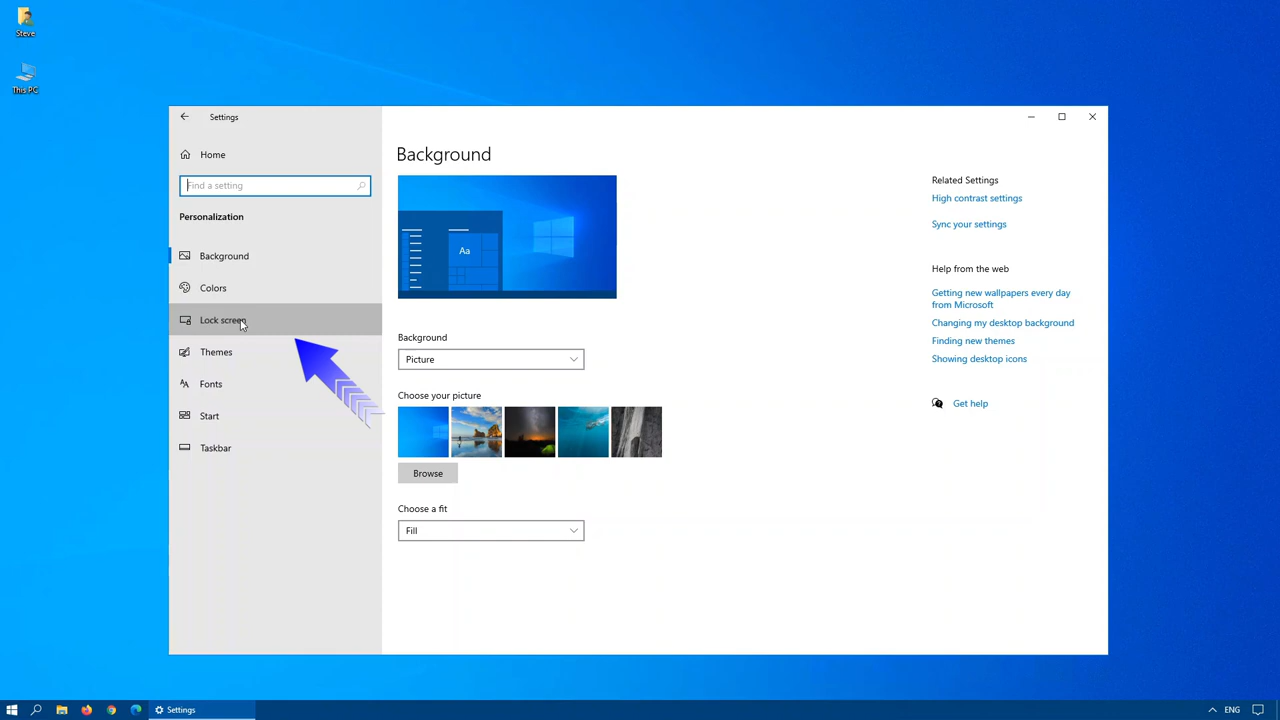 Steve
This PC
Settings
Home
Find a setting
Personalization
Background
Colors
Lock screen
Themes
Fonts
Start
Taskbar
Background
Aa
Background
Picture
Choose your picture
Browse
Choose a fit
Fill
Related Settings
High contrast settings
Sync your settings
Help from the web
Getting new wallpapers every day
from Microsoft
Changing my desktop background
Finding new themes
Showing desktop icons
Get help
Settings
ENG